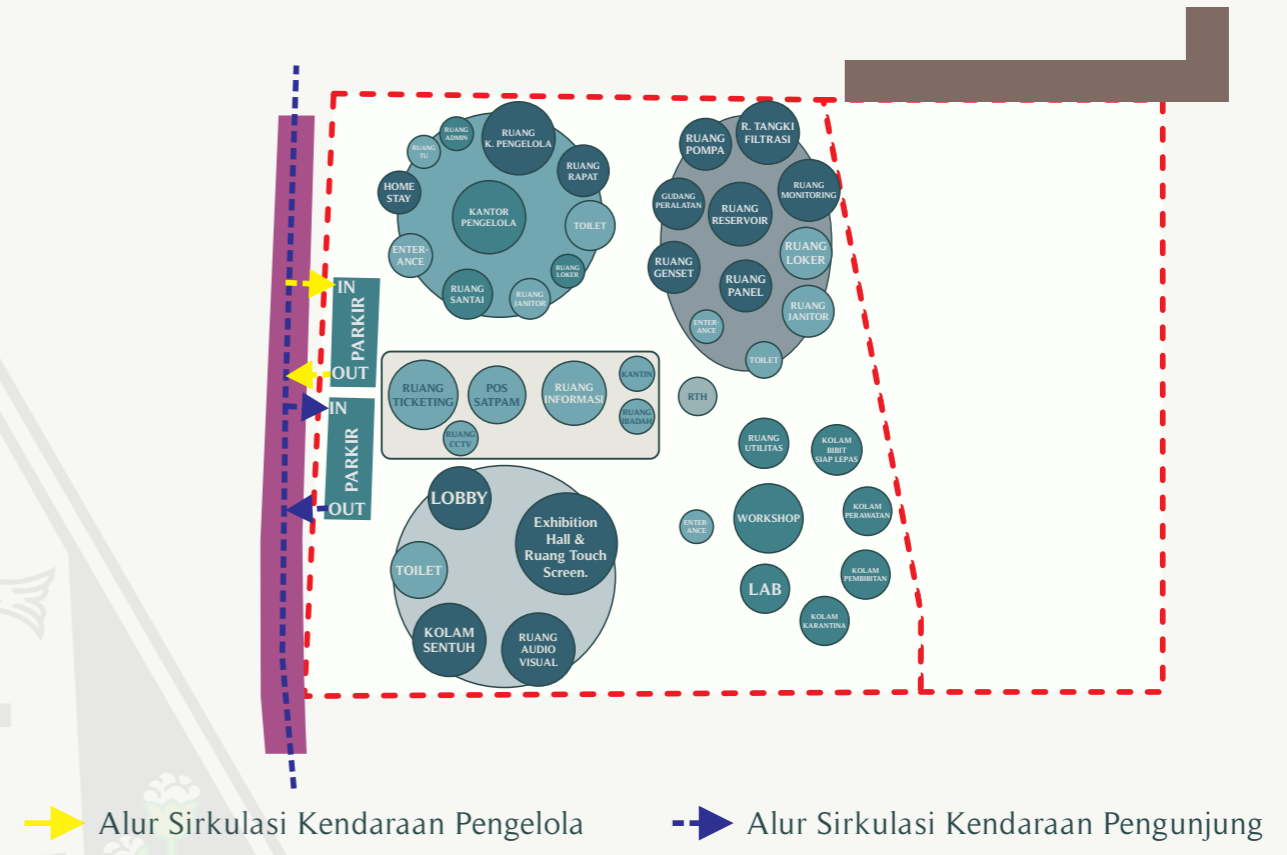 RUANG
ADMIN
RUANG
K. PENGELOLA
RUANG
TU
RUANG
RAPAT
HOME
STAY
KANTOR
PENGELOLA
TOILET
ENTER-
ANCE
RUANG
LOKER
RUANG
SANTAI
RUANG
JANITOR
R. TANGKI
FILTRASI
RUANG
POMPA
RUANG
MONITORING
GUDANG
PERALATAN
RUANG
RESERVOIR
RUANG
LOKER
RUANG
GENSET
RUANG
PANEL
RUANG
JANITOR
ENTER-
ANCE
TOILET
IN
PARKIR
OUT
IN
PARKIR
OUT
RUANG
TICKETING
POS
SATPAM
RUANG
INFORMASI
KANTIN
RUANG
IBADAH
RUANG
CCTV
RTH
LOBBY
Exhibition
Hall &
Ruang Touch
Screen.
TOILET
KOLAM
SENTUH
RUANG
AUDIO
VISUAL
RUANG
UTILITAS
KOLAM
BIBIT
SIAP LEPAS
ENTER-
ANCE
WORKSHOP
KOLAM
PERAWATAN
LAB
KOLAM
PEMBIBITAN
KOLAM
KARANTINA
Alur Sirkulasi Kendaraan Pengelola
Alur Sirkulasi Kendaraan Pengunjung